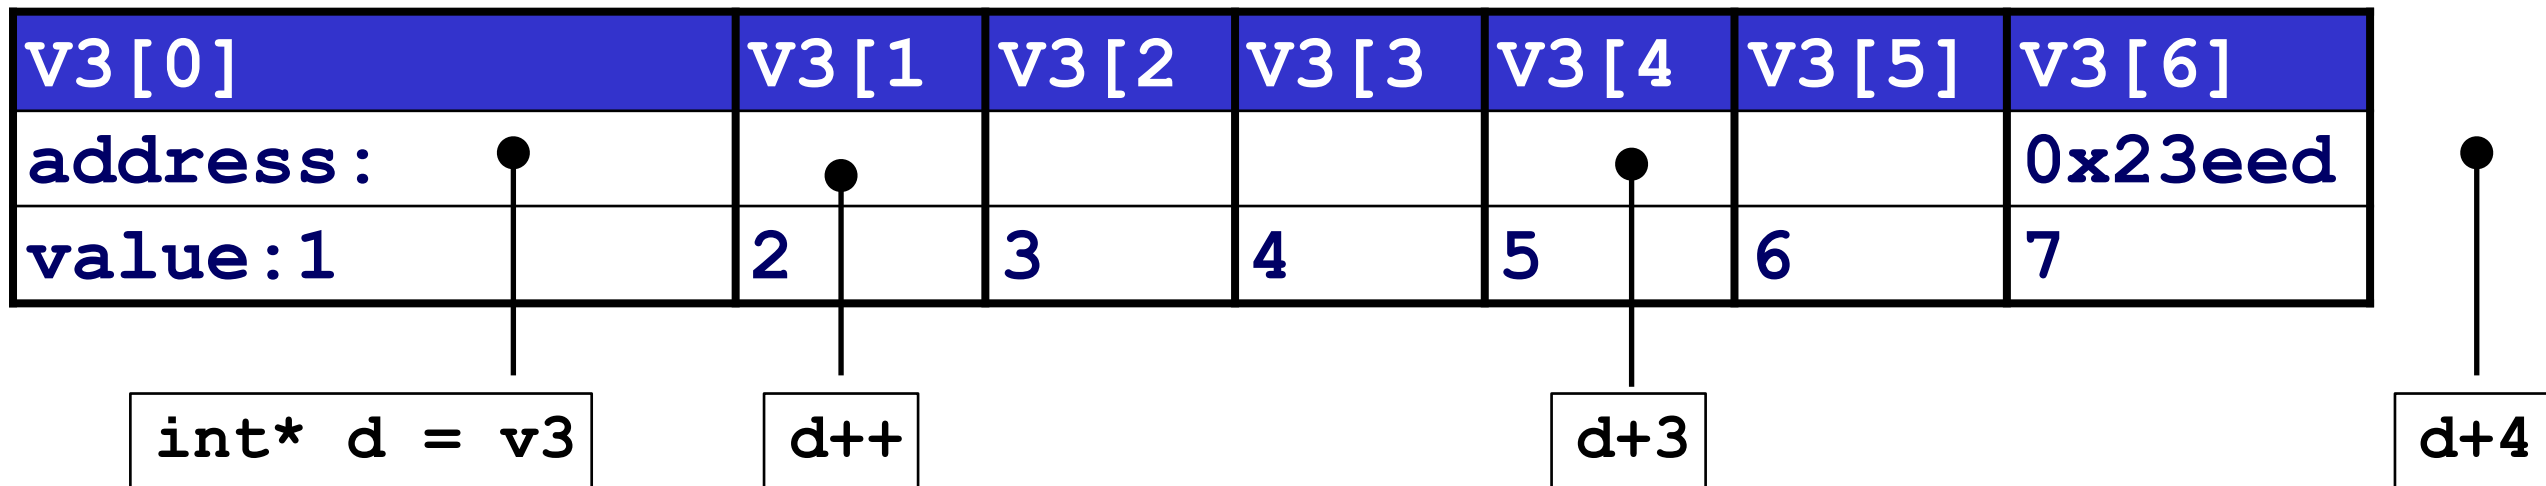 V3[0] V3[1 V3[2 V3[3 V3[4 V3[5] V3[6]
address: 0x23eed
value:1 2 3 4 5 6 7
int* d = v3 d++ d+3 d+4